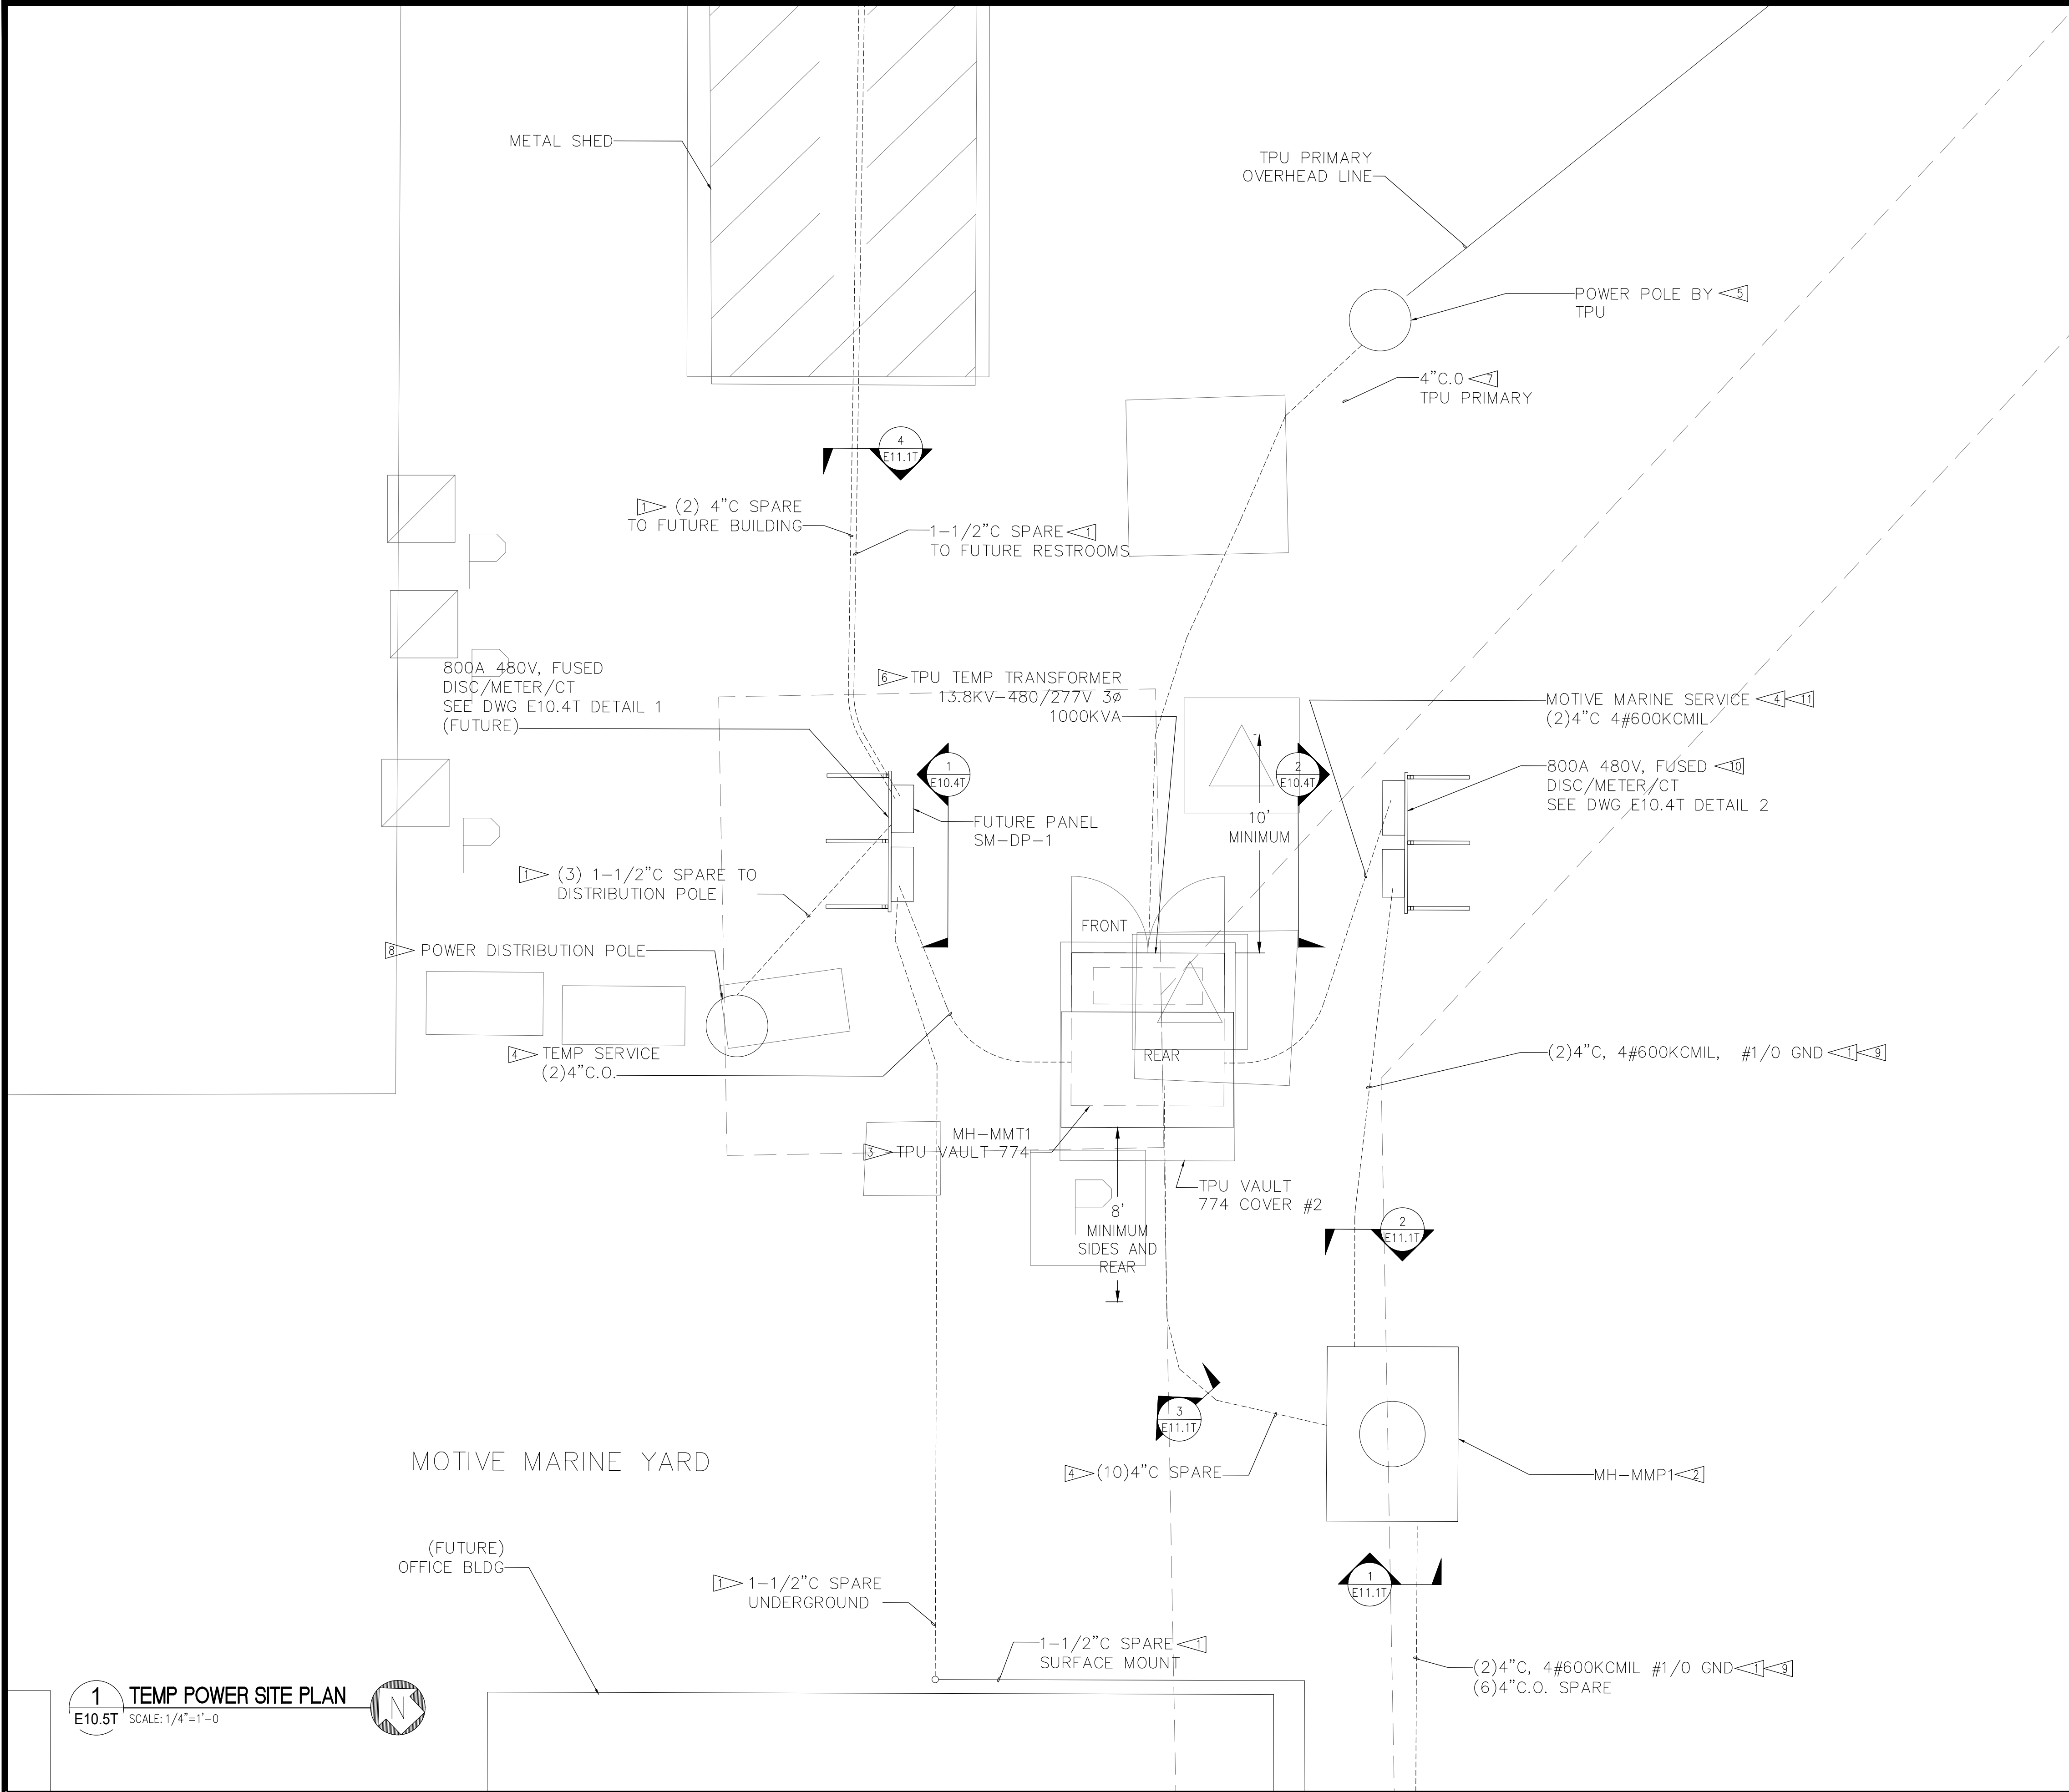 METAL SHED
TPU PRIMARY
OVERHEAD LINE
POWER POLE BY 5
TPU
4"C.O 7
TPU PRIMARY
4
E11.1T
1 (2) 4"C SPARE
TO FUTURE BUILDING
1-1/2"C SPARE 1
TO FUTURE RESTROOMS
800A 480V, FUSED
DISC/METER/CT
SEE DWG E10.4T DETAIL 1
(FUTURE)
6 TPU TEMP TRANSFORMER
13.8KV-480/277V 3ø
1000KVA
MOTIVE MARINE SERVICE 4 11
(2)4"C 4#600KCMIL
1
E10.4T
2
E10.4T
800A 480V, FUSED 10
DISC/METER/CT
SEE DWG E10.4T DETAIL 2
FUTURE PANEL
SM-DP-1
10'
MINIMUM
1 (3) 1-1/2"C SPARE TO
DISTRIBUTION POLE
FRONT
8 POWER DISTRIBUTION POLE
4 TEMP SERVICE
(2)4"C.O.
REAR
(2)4"C, 4#600KCMIL, #1/0 GND 1 9
MH-MMT1
3 TPU VAULT 774
TPU VAULT
774 COVER #2
8'
MINIMUM
SIDES AND
REAR
2
E11.1T
3
E11.1T
MOTIVE MARINE YARD
4 (10)4"C SPARE
MH-MMP1 2
(FUTURE)
OFFICE BLDG
1 1-1/2"C SPARE
UNDERGROUND
1
E11.1T
1-1/2"C SPARE 1
SURFACE MOUNT
(2)4"C, 4#600KCMIL #1/0 GND 1 9
(6)4"C.O. SPARE
1
E10.5T
TEMP POWER SITE PLAN
SCALE: 1/4"=1'-0
N